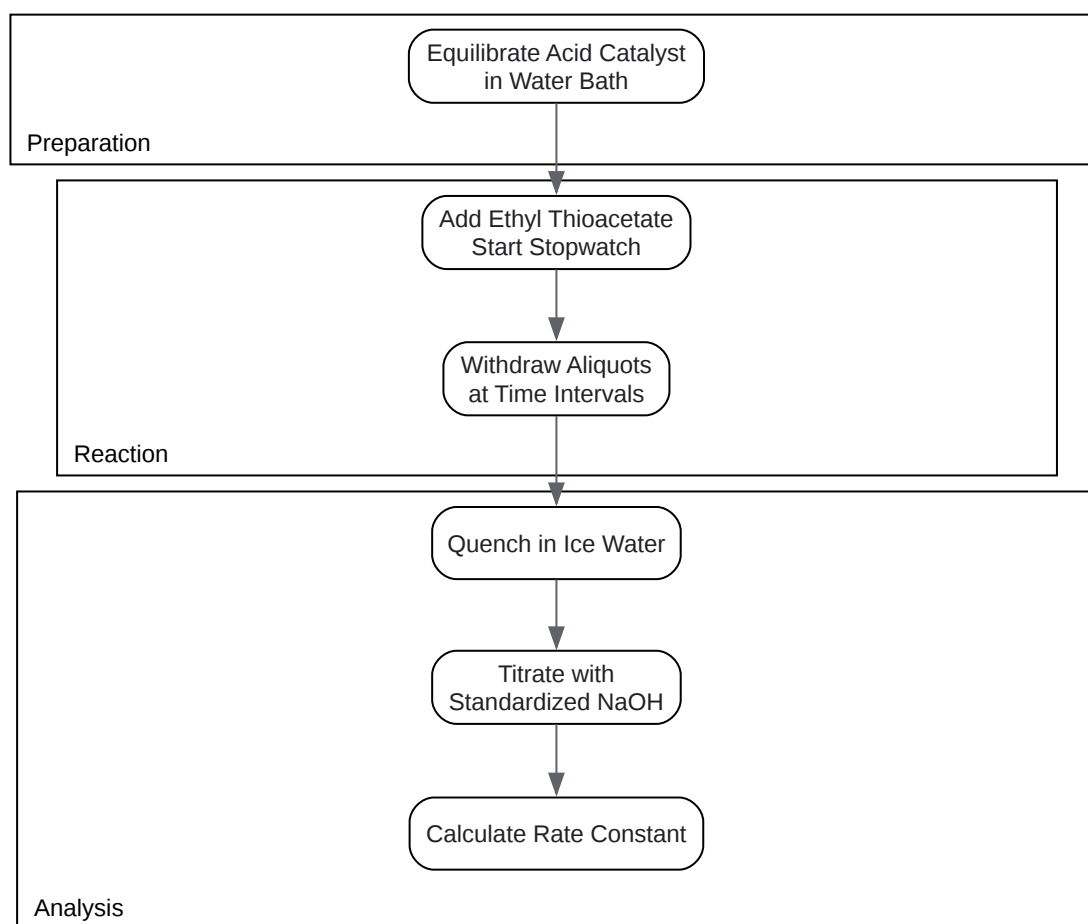 Equilibrate Acid Catalyst
in Water Bath
Preparation
Add Ethyl Thioacetate
Start Stopwatch
Withdraw Aliquots
at Time Intervals
Reaction
Quench in Ice Water
Titrate with
Standardized NaOH
Calculate Rate Constant
Analysis